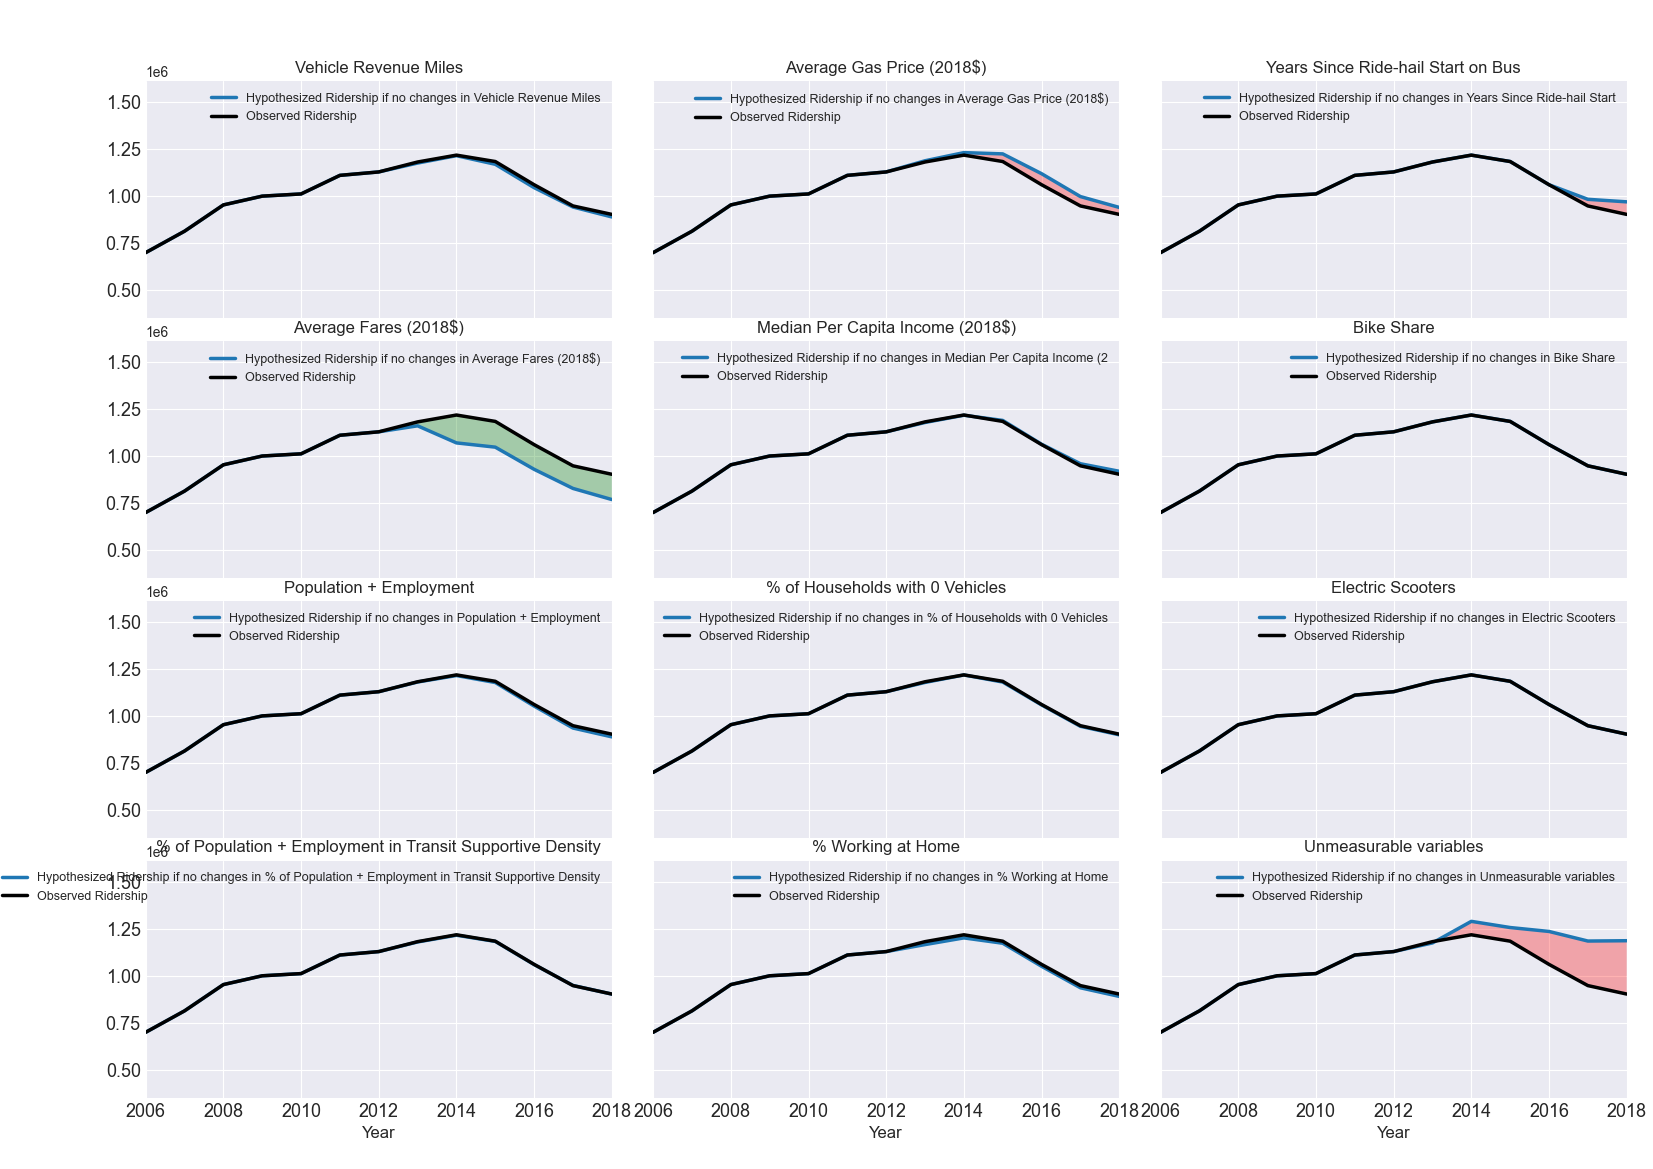 Vehicle Revenue Miles
1e6
Hypothesized Ridership if no changes in Vehicle Revenue Miles
Observed Ridership
1.50
1.25
1.00
0.75
0.50
Average Gas Price (2018$)
Hypothesized Ridership if no changes in Average Gas Price (2018$)
Observed Ridership
Years Since Ride-hail Start on Bus
Hypothesized Ridership if no changes in Years Since Ride-hail Start
Observed Ridership
Average Fares (2018$)
1e6
Hypothesized Ridership if no changes in Average Fares (2018$)
Observed Ridership
1.50
1.25
1.00
0.75
0.50
Median Per Capita Income (2018$)
Hypothesized Ridership if no changes in Median Per Capita Income (2
Observed Ridership
Bike Share
Hypothesized Ridership if no changes in Bike Share
Observed Ridership
Population + Employment
1e6
Hypothesized Ridership if no changes in Population + Employment
Observed Ridership
1.50
1.25
1.00
0.75
0.50
% of Households with 0 Vehicles
Hypothesized Ridership if no changes in % of Households with 0 Vehicles
Observed Ridership
Electric Scooters
Hypothesized Ridership if no changes in Electric Scooters
Observed Ridership
% of Population + Employment in Transit Supportive Density
1e6
Hypothesized Ridership if no changes in % of Population + Employment in Transit Supportive Density
Observed Ridership
1.50
1.25
1.00
0.75
0.50
2006 2008 2010 2012 2014 2016 2018
Year
% Working at Home
Hypothesized Ridership if no changes in % Working at Home
Observed Ridership
2006 2008 2010 2012 2014 2016 2018
Year
Unmeasurable variables
Hypothesized Ridership if no changes in Unmeasurable variables
Observed Ridership
2006 2008 2010 2012 2014 2016 2018
Year